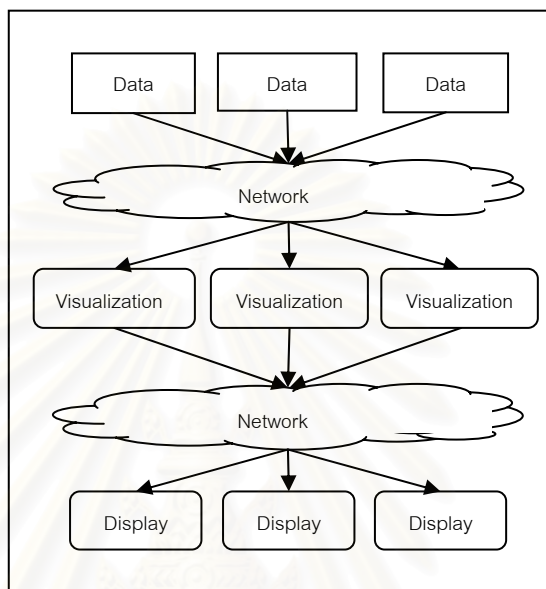 Data Data Data
Network
Visualization Visualization Visualization
Network
Display Display Display